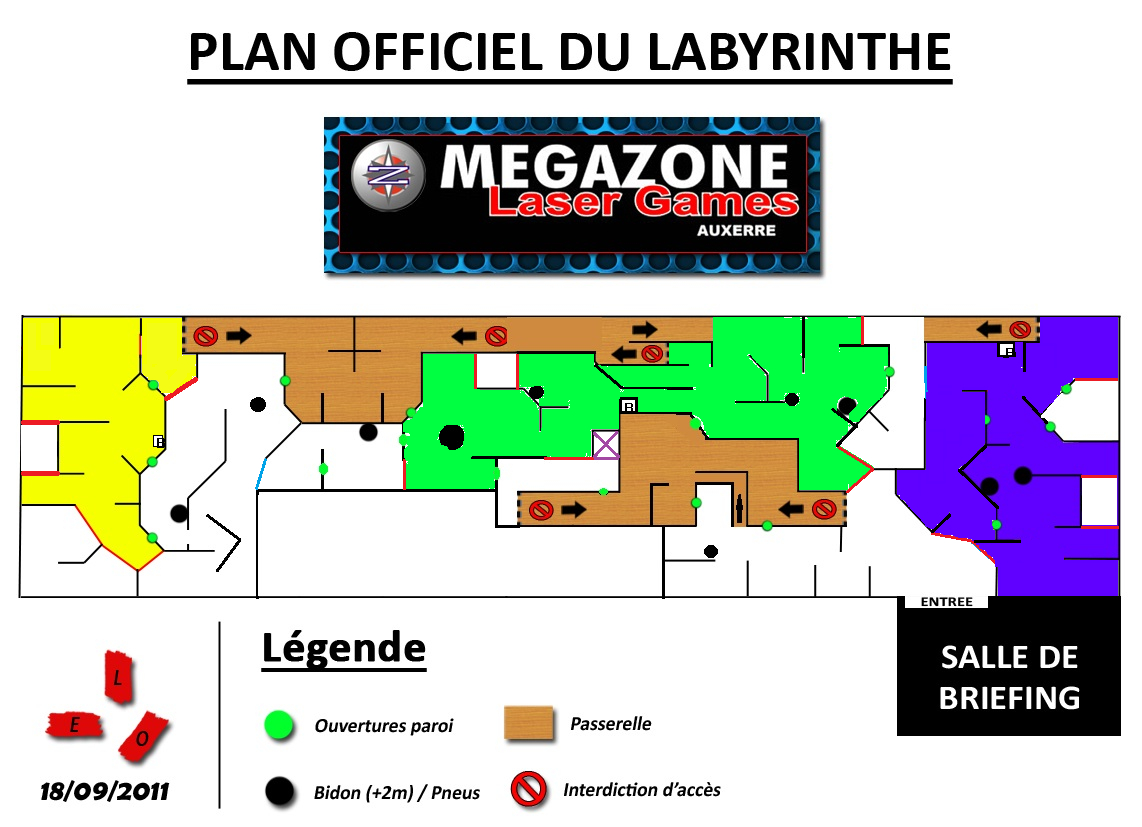 PLAN OFFICIEL DU LABYRINTHE
Z
MEGAZONE
Laser Games
AUXERRE
B
B
B
ENTREE
SALLE DE
BRIEFING
Légende
Ouvertures paroi
Passerelle
Bidon (+2m) / Pneus
Interdiction d'accès
L
E
O
18/09/2011